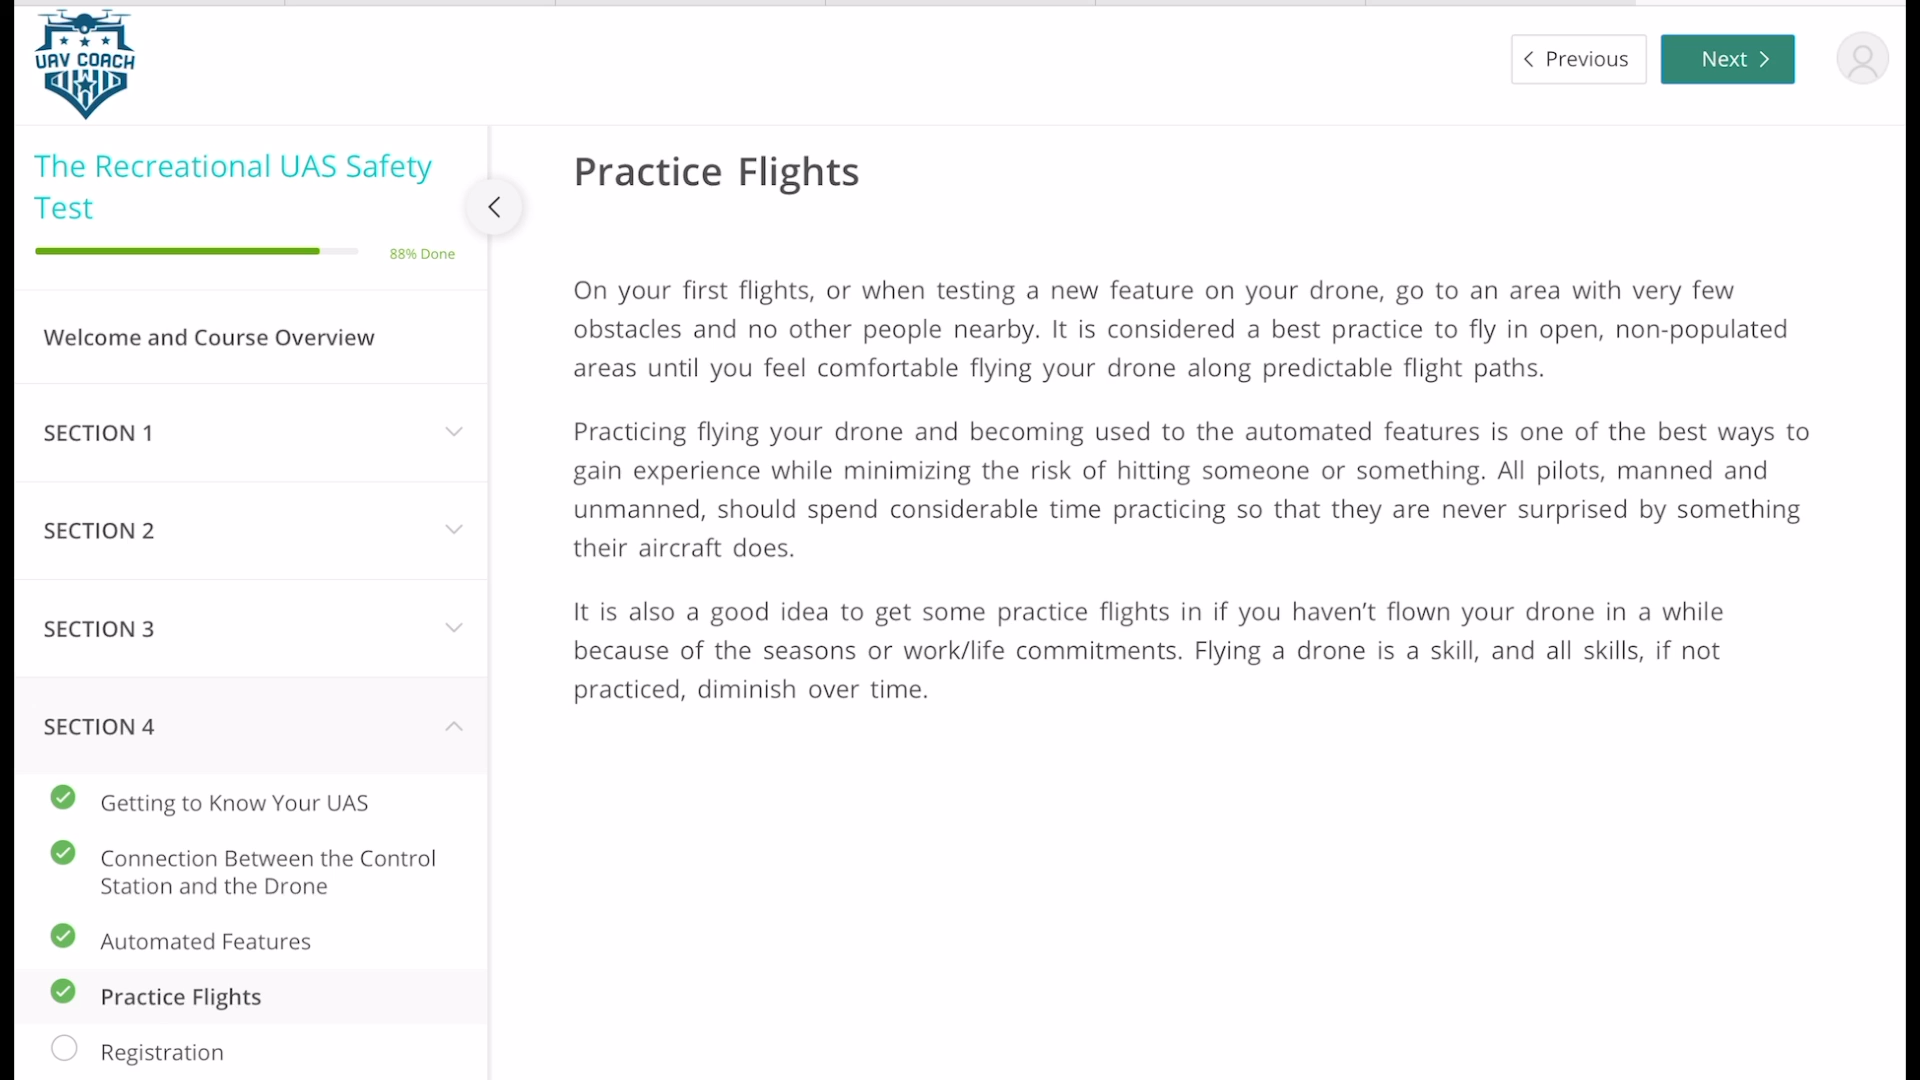 UAV COACH
Previous
Next
The Recreational UAS Safety
Test
88% Done
Welcome and Course Overview
SECTION 1
SECTION 2
SECTION 3
SECTION 4
Getting to Know Your UAS
Connection Between the Control
Station and the Drone
Automated Features
Practice Flights
Registration
Practice Flights
On your first flights, or when testing a new feature on your drone, go to an area with very few
obstacles and no other people nearby. It is considered a best practice to fly in open, non-populated
areas until you feel comfortable flying your drone along predictable flight paths.
Practicing flying your drone and becoming used to the automated features is one of the best ways to
gain experience while minimizing the risk of hitting someone or something. All pilots, manned and
unmanned, should spend considerable time practicing so that they are never surprised by something
their aircraft does.
It is also a good idea to get some practice flights in if you haven’t flown your drone in a while
because of the seasons or work/life commitments. Flying a drone is a skill, and all skills, if not
practiced, diminish over time.